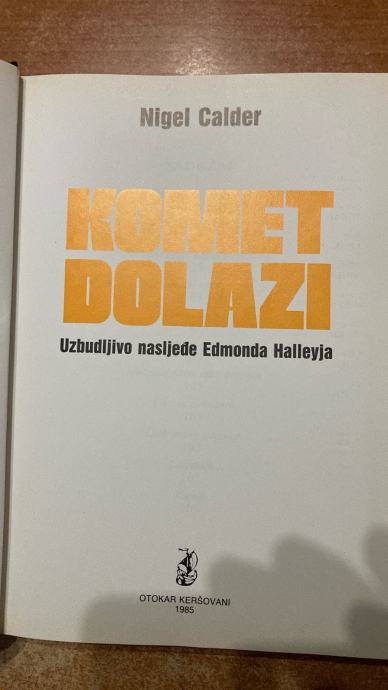 Nigel Calder
KOMET
DOLAZI
Uzbudljivo nasljeđe Edmonda Halleyja
OTOKAR KERŠOVANI
1985